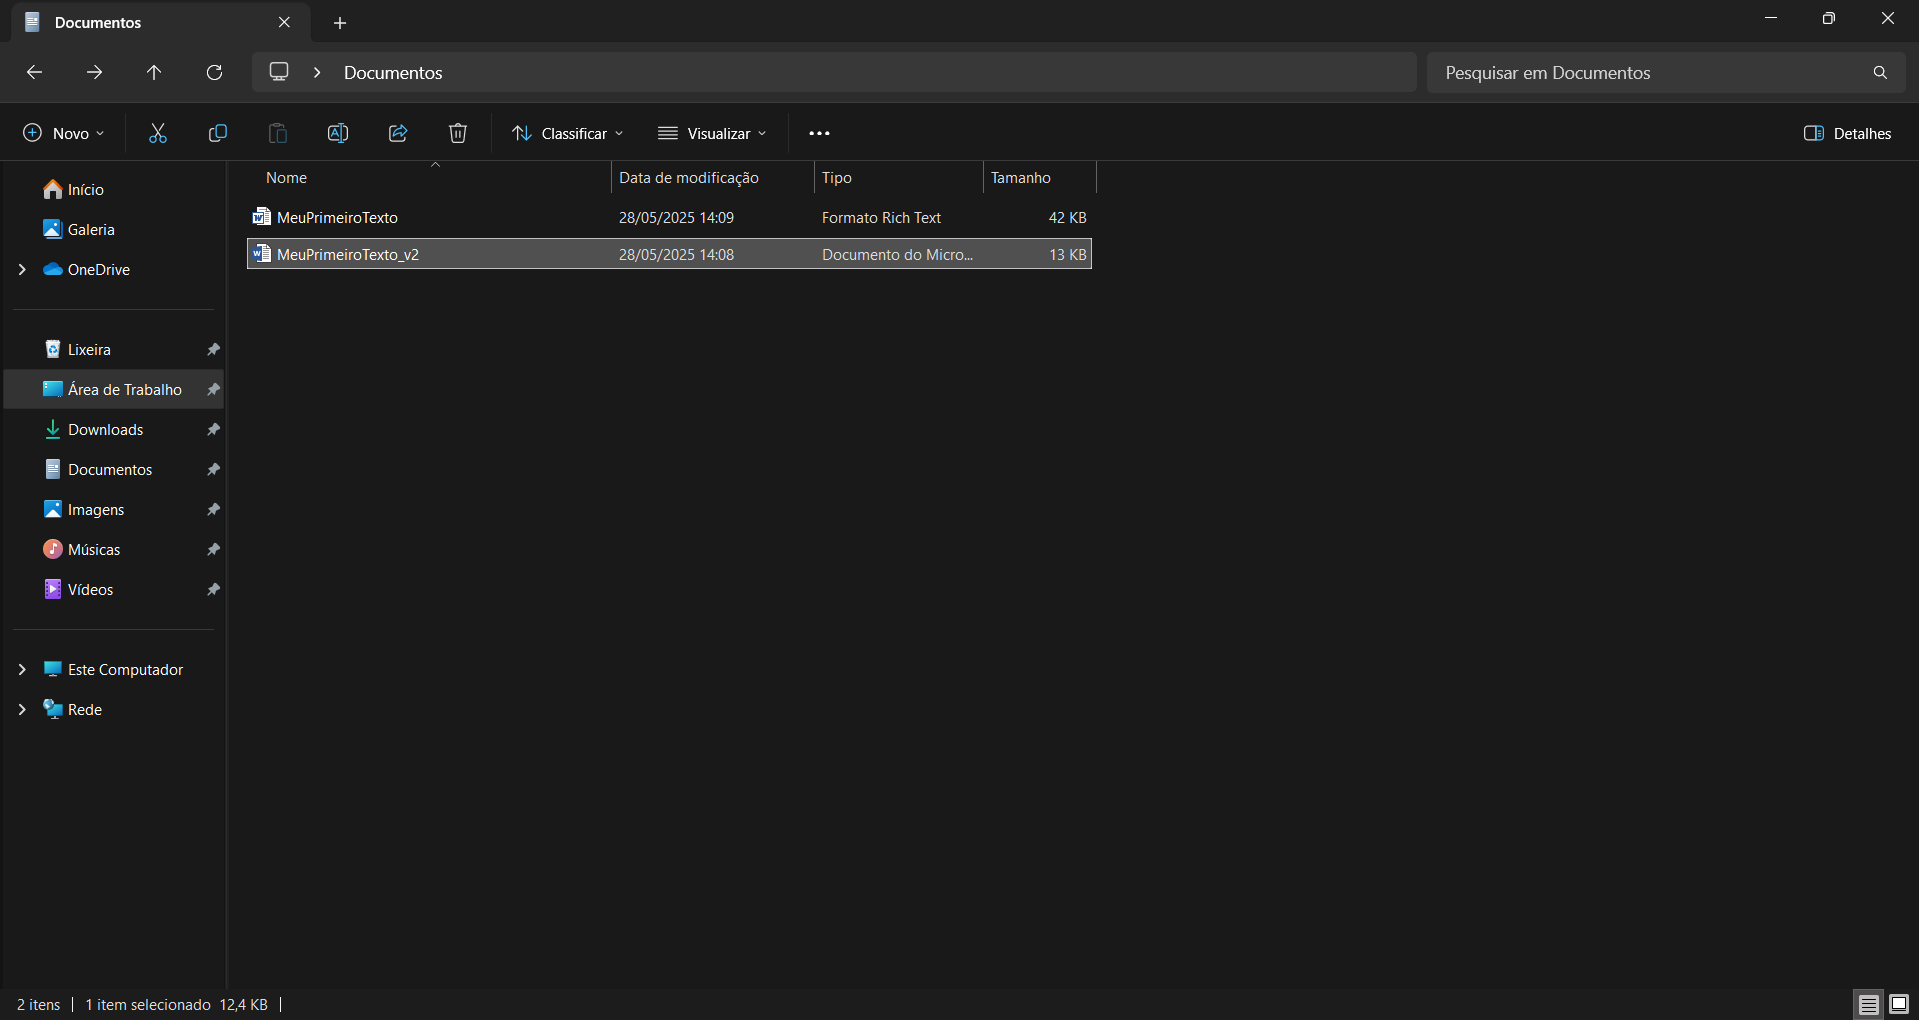 Documentos
Documentos
Pesquisar em Documentos
Novo
Classificar
Visualizar
Detalhes
Início
Galeria
OneDrive
Lixeira
Área de Trabalho
Downloads
Documentos
Imagens
Músicas
Vídeos
Este Computador
Rede
Nome Data de modificação Tipo Tamanho
MeuPrimeiroTexto 28/05/2025 14:09 Formato Rich Text 42 KB
MeuPrimeiroTexto_v2 28/05/2025 14:08 Documento do Micro... 13 KB
2 itens 1 item selecionado 12,4 KB